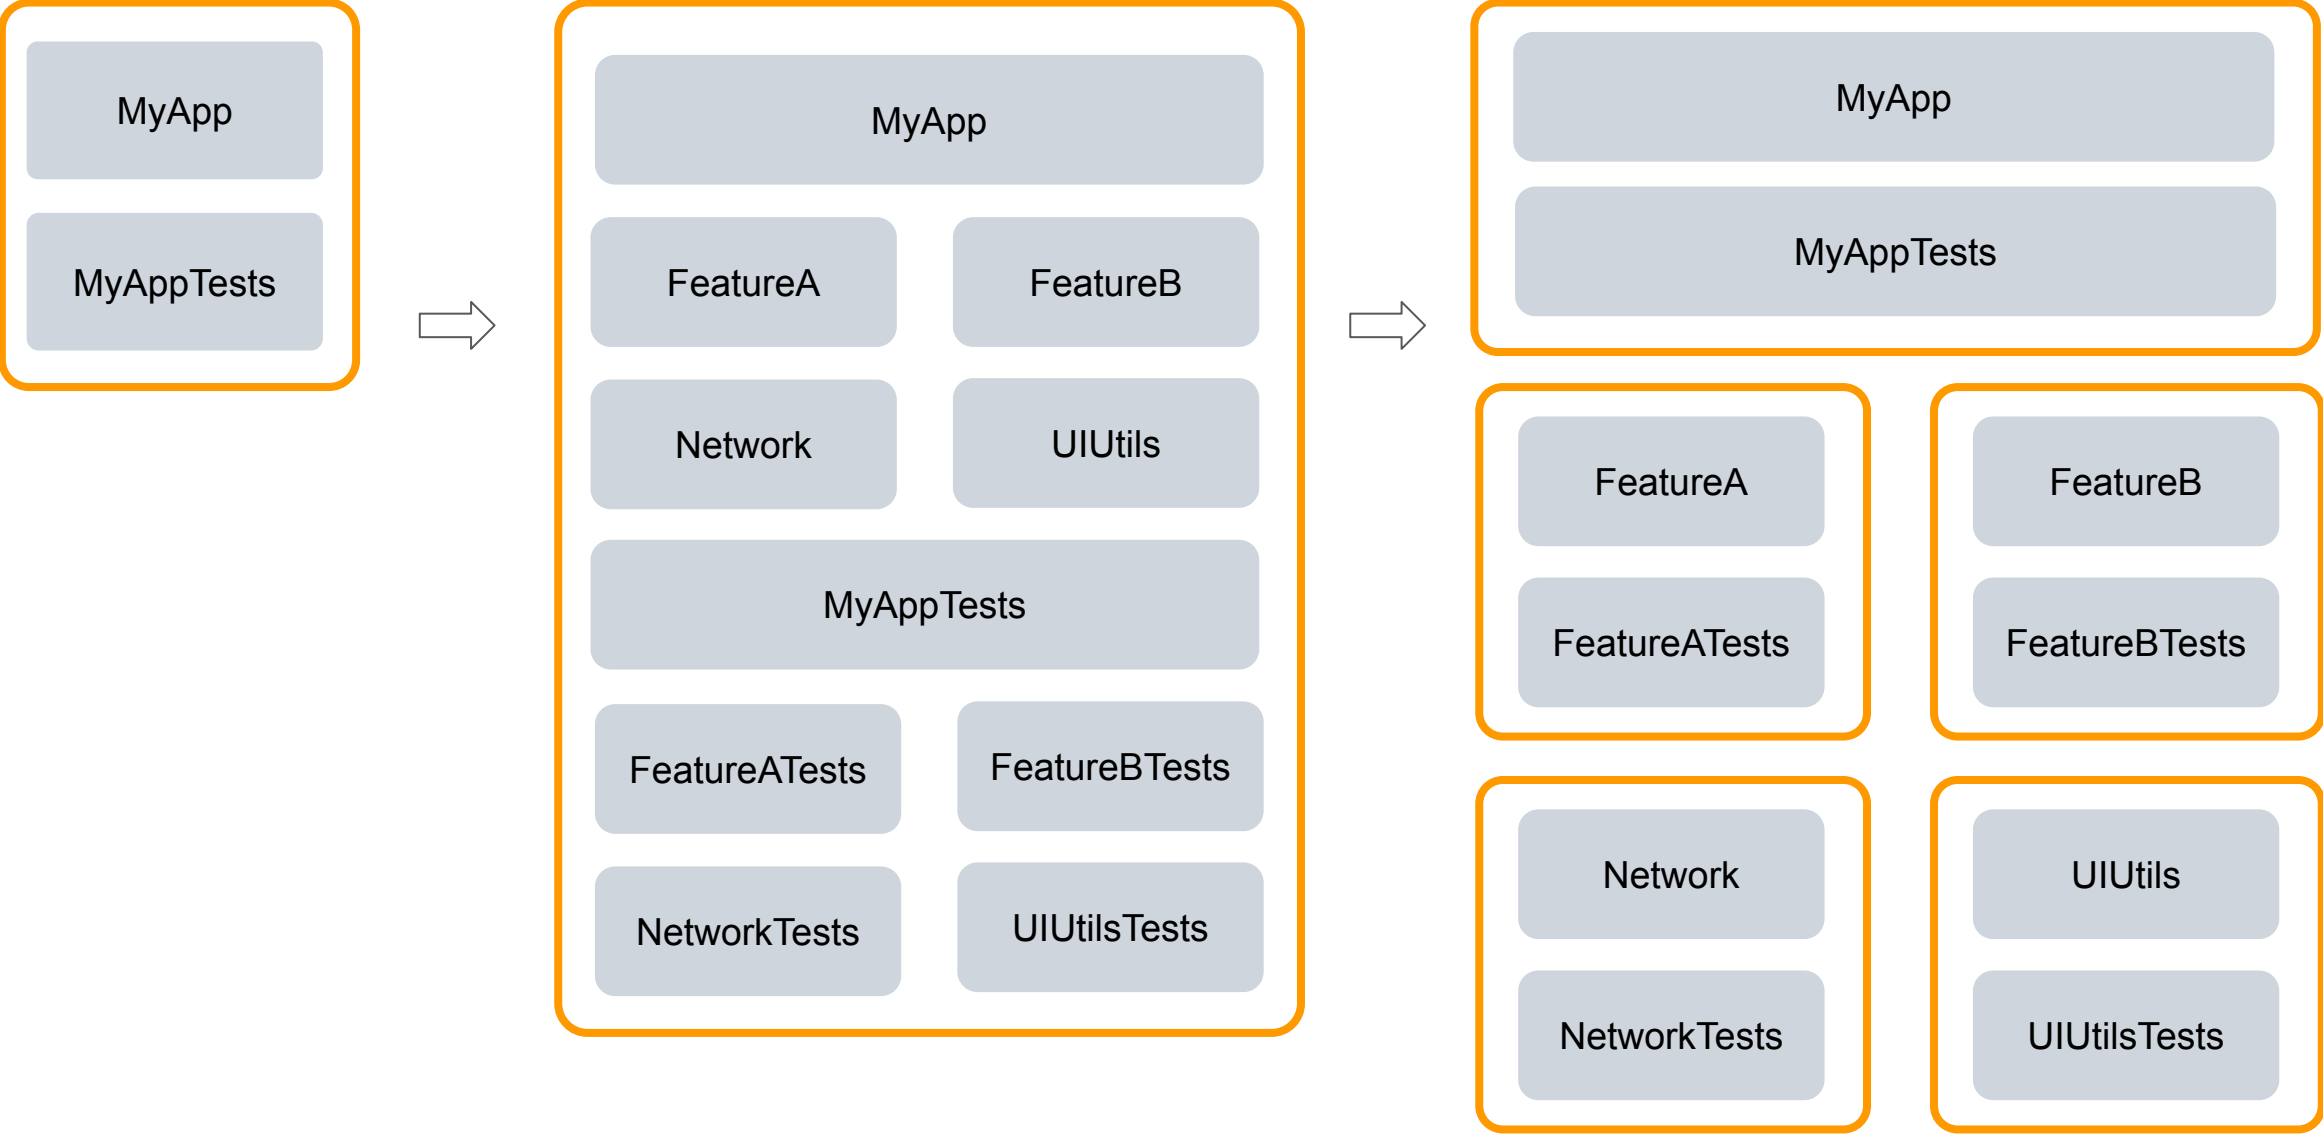 MyApp
MyAppTests
MyApp
FeatureA
FeatureB
Network
UIUtils
MyAppTests
FeatureATests
FeatureBTests
NetworkTests
UIUtilsTests
MyApp
MyAppTests
FeatureA
FeatureATests
FeatureB
FeatureBTests
Network
NetworkTests
UIUtils
UIUtilsTests